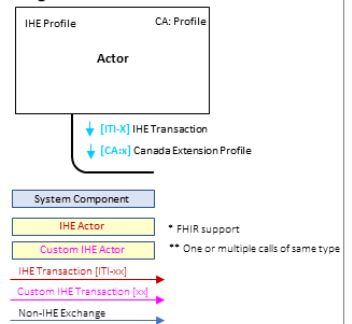 IHE Profile CA: Profile
Actor
[ITI-X] IHE Transaction
[CA:x] Canada Extension Profile
System Component
IHE Actor
* FHIR support
Custom IHE Actor
** One or multiple calls of same type
IHE Transaction [ITI-xx]
Custom IHE Transaction [xx]
Non-IHE Exchange